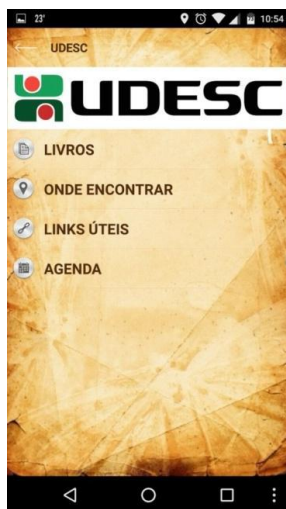 23°
10:54
UDESC
UDESC
LIVROS
ONDE ENCONTRAR
LINKS ÚTEIS
AGENDA